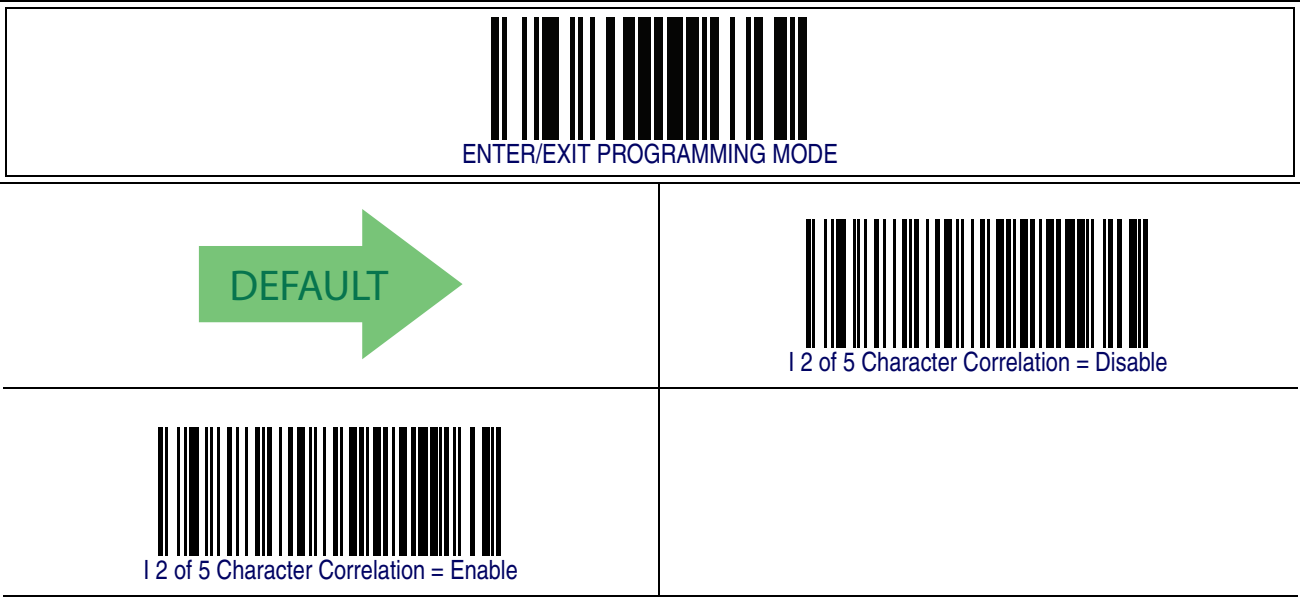 ENTER/EXIT PROGRAMMING MODE
DEFAULT
I 2 of 5 Character Correlation = Disable
I 2 of 5 Character Correlation = Enable